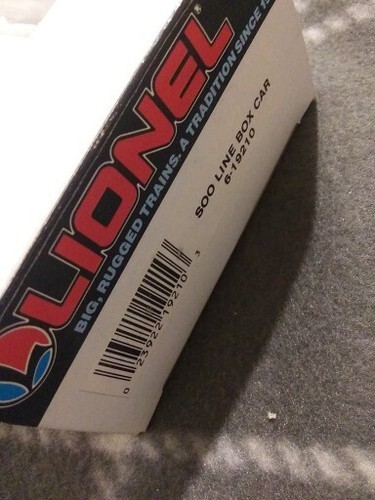 LIONEL®
BIG, RUGGED TRAINS. A TRADITION SINCE
SOO LINE BOX CAR
6-19210
0 23922 19210 3